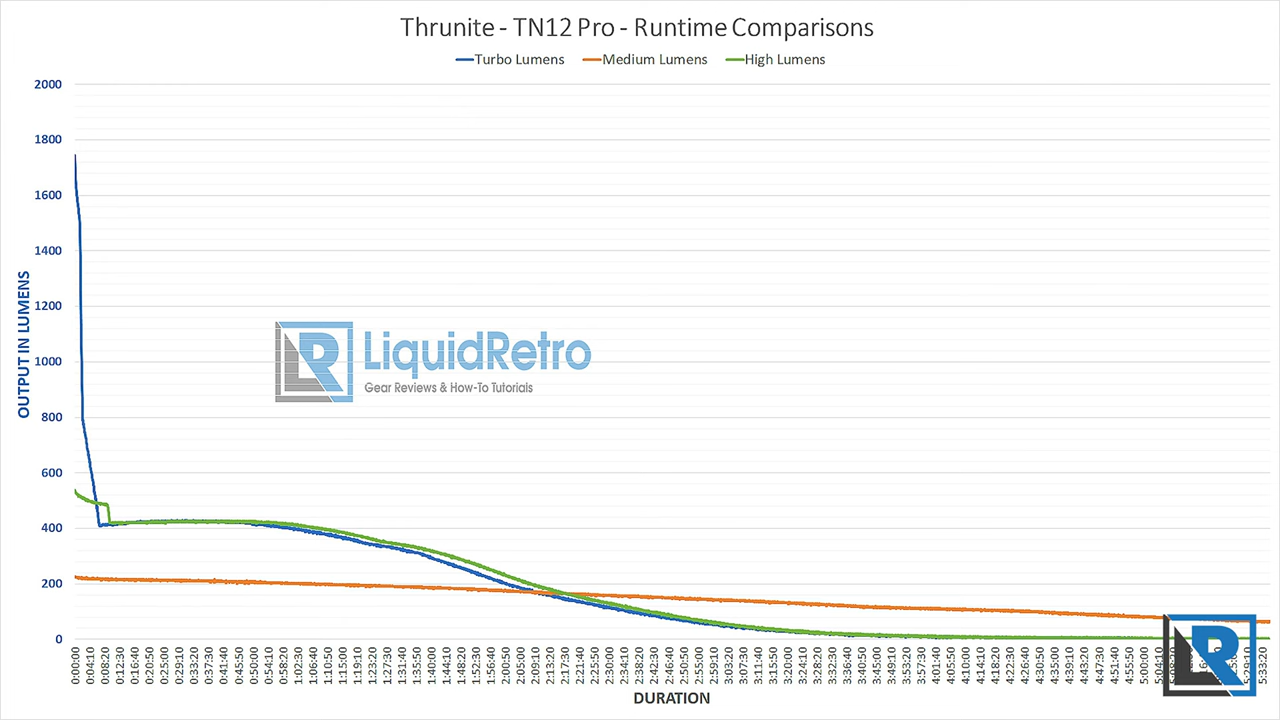 Thrunite - TN12 Pro - Runtime Comparisons
Turbo Lumens Medium Lumens High Lumens
2000
1800
1600
1400
1200
1000
800
600
400
200
0
OUTPUT IN LUMENS
LR LiquidRetro
Gear Reviews & How-To Tutorials
0:00:00 0:04:10 0:08:20 0:12:30 0:16:40 0:20:50 0:25:00 0:29:10 0:33:20 0:37:30 0:41:40 0:45:50 0:50:00 0:54:10 0:58:20 1:02:30 1:06:40 1:10:50 1:15:00 1:19:10 1:23:20 1:27:30 1:31:40 1:35:50 1:40:00 1:44:10 1:48:20 1:52:30 1:56:40 2:00:50 2:05:00 2:09:10 2:13:20 2:17:30 2:21:40 2:25:50 2:30:00 2:34:10 2:38:20 2:42:30 2:46:40 2:50:50 2:55:00 2:59:10 3:03:20 3:07:30 3:11:40 3:15:50 3:20:00 3:24:10 3:28:20 3:32:30 3:36:40 3:40:50 3:45:00 3:49:10 3:53:20 3:57:30 4:01:40 4:05:50 4:10:00 4:14:10 4:18:20 4:22:30 4:26:40 4:30:50 4:35:00 4:39:10 4:43:20 4:47:30 4:51:40 4:55:50 5:00:00 5:04:10 5:33:20
DURATION
LR